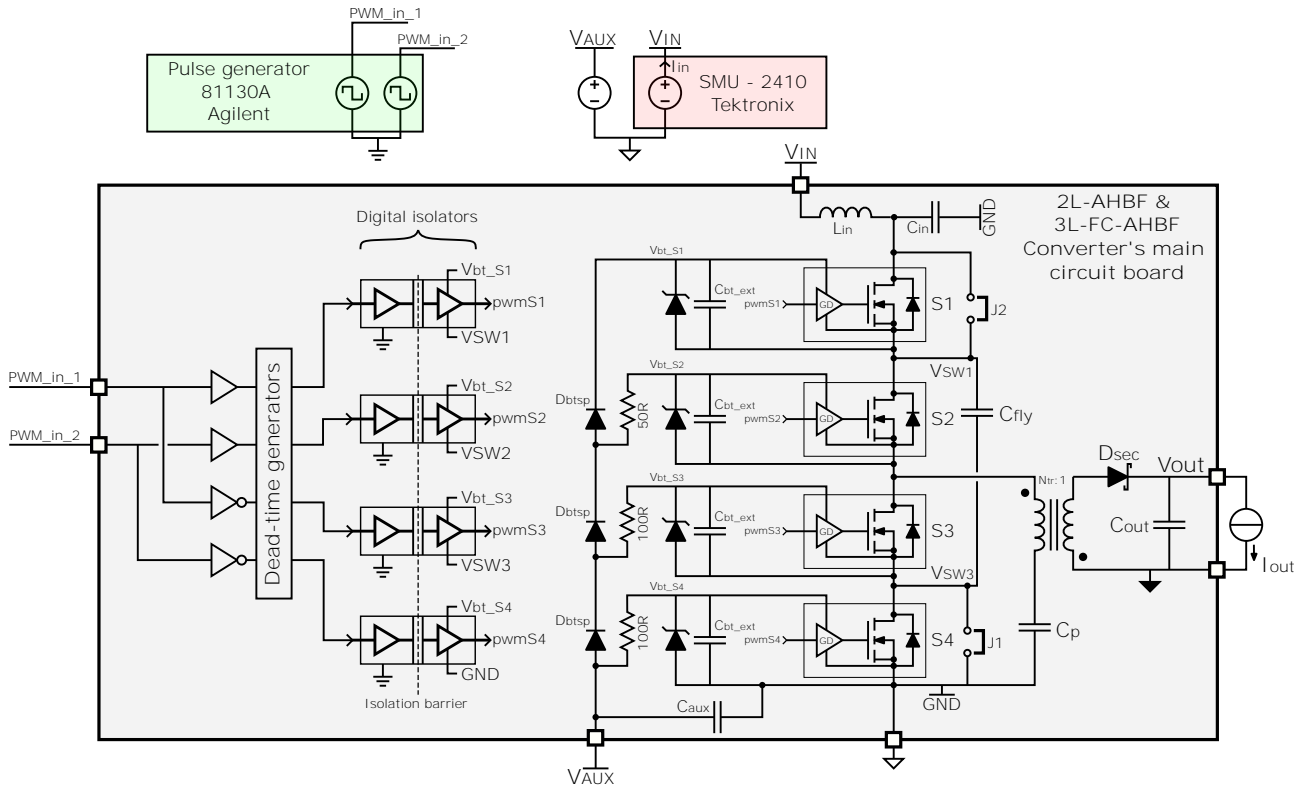 PWM_in_1
PWM_in_2
Pulse generator
81130A
Agilent
VAUX
VIN
Iin
SMU - 2410
Tektronix
VIN
2L-AHBF &
3L-FC-AHBF
Converter's main
circuit board
Lin
Cin
GND
Digital isolators
Vbt_S1
pwmS1
VSW1
Vbt_S2
pwmS2
VSW2
Vbt_S3
pwmS3
VSW3
Vbt_S4
pwmS4
GND
Isolation barrier
PWM_in_1
PWM_in_2
Dead-time generators
Vbt_S1
Cbt_ext
pwmS1
GD
S1
J2
VSW1
Vbt_S2
Dbtsp
50R
Cbt_ext
pwmS2
GD
S2
Cfly
Vbt_S3
Dbtsp
100R
Cbt_ext
pwmS3
GD
S3
VSW3
Vbt_S4
Dbtsp
100R
Cbt_ext
pwmS4
GD
S4
J1
Cp
GND
Caux
VAUX
Ntr:1
Dsec
Vout
Cout
Iout